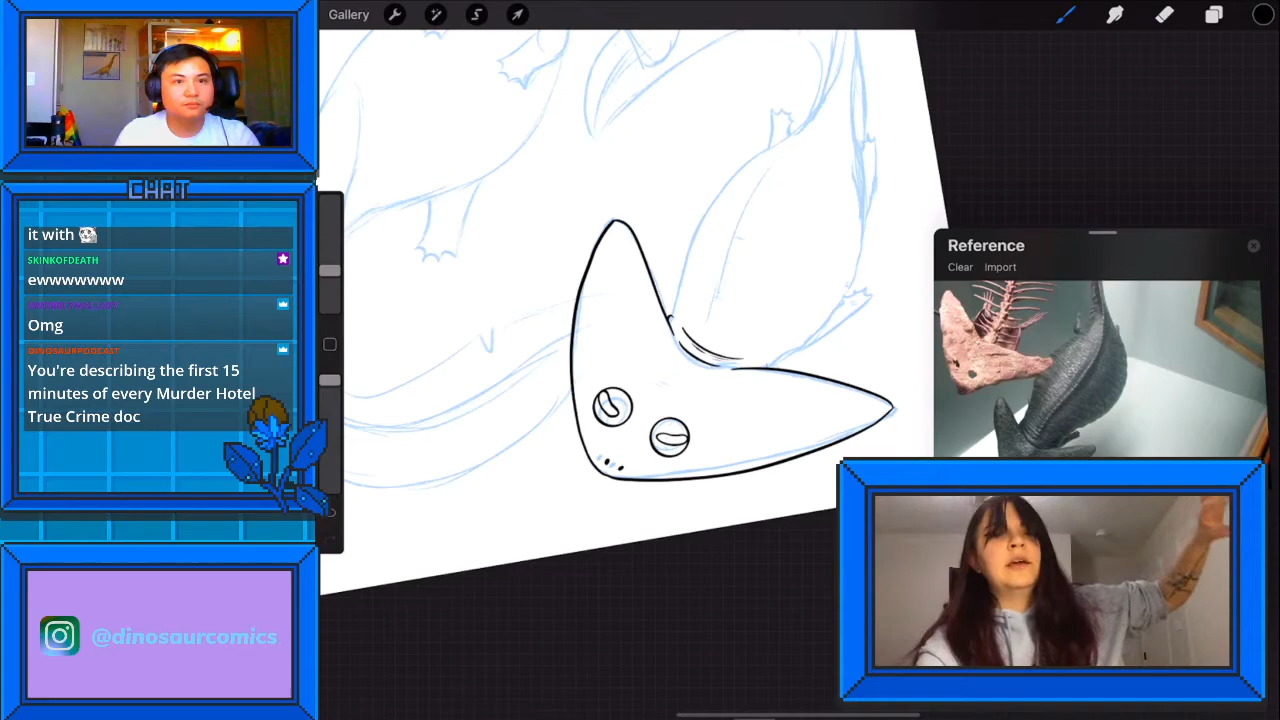 Gallery
CHAT
it with
SKINKOFDEATH
ewwwwwww
Omg
DINOSAURPODCAST
You're describing the first 15
minutes of every Murder Hotel
True Crime doc
Reference
Clear Import
@dinosaurcomics